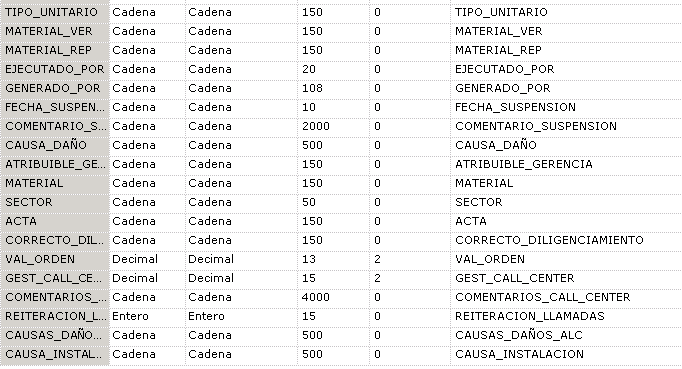 TIPO_UNITARIO Cadena Cadena 150 0 TIPO_UNITARIO
MATERIAL_VER Cadena Cadena 150 0 MATERIAL_VER
MATERIAL_REP Cadena Cadena 150 0 MATERIAL_REP
EJECUTADO_POR Cadena Cadena 20 0 EJECUTADO_POR
GENERADO_POR Cadena Cadena 108 0 GENERADO_POR
FECHA_SUSPEN... Cadena Cadena 10 0 FECHA_SUSPENSION
COMENTARIO_S... Cadena Cadena 2000 0 COMENTARIO_SUSPENSION
CAUSA_DAÑO Cadena Cadena 500 0 CAUSA_DAÑO
ATRIBUIBLE_GE... Cadena Cadena 150 0 ATRIBUIBLE_GERENCIA
MATERIAL Cadena Cadena 150 0 MATERIAL
SECTOR Cadena Cadena 50 0 SECTOR
ACTA Cadena Cadena 150 0 ACTA
CORRECTO_DIL... Cadena Cadena 150 0 CORRECTO_DILIGENCIAMIENTO
VAL_ORDEN Decimal Decimal 13 2 VAL_ORDEN
GEST_CALL_CE... Decimal Decimal 15 2 GEST_CALL_CENTER
COMENTARIOS_... Cadena Cadena 4000 0 COMENTARIOS_CALL_CENTER
REITERACION_L... Entero Entero 15 0 REITERACION_LLAMADAS
CAUSAS_DAÑO... Cadena Cadena 500 0 CAUSAS_DAÑOS_ALC
CAUSA_INSTAL... Cadena Cadena 500 0 CAUSA_INSTALACION